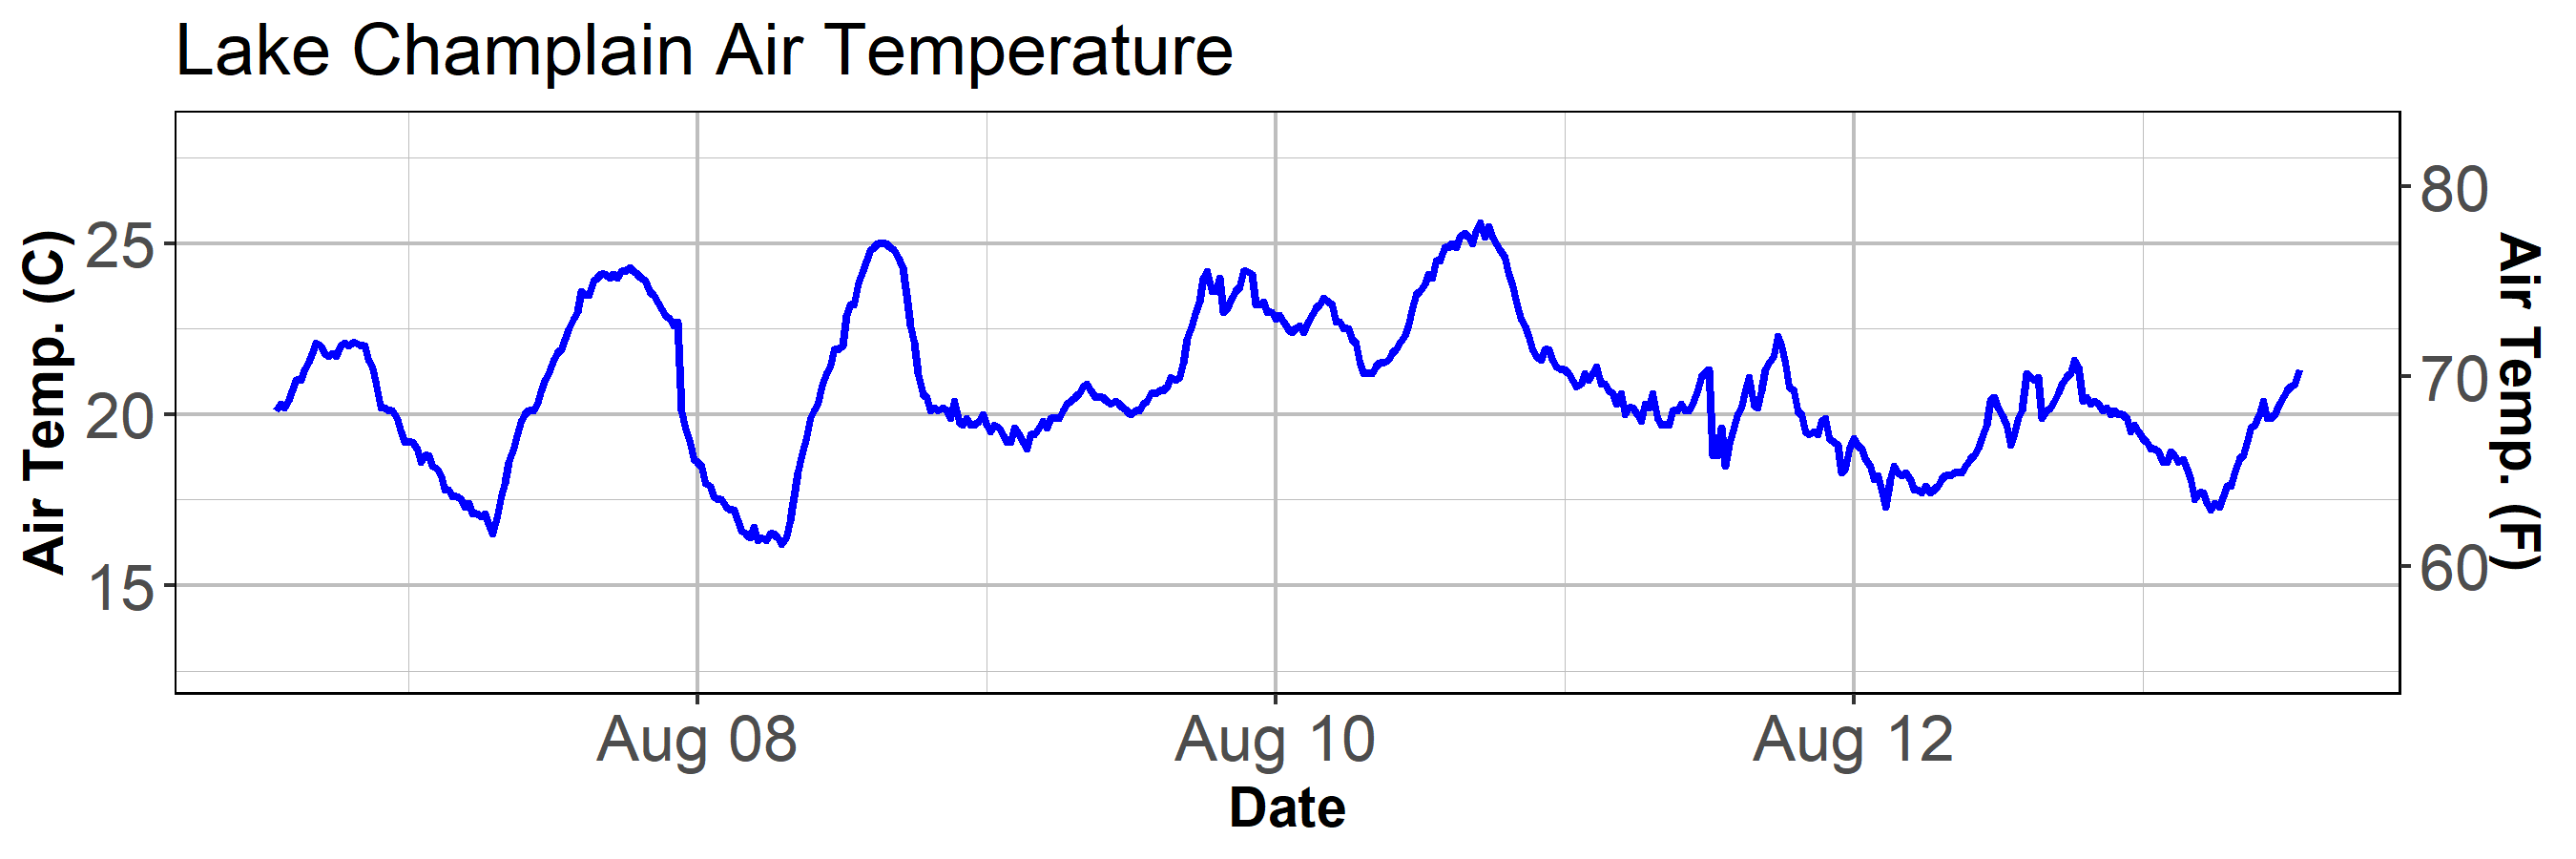 Lake Champlain Air Temperature
Air Temp. (C)
25
20
15
80
70
60
Air Temp. (F)
Aug 08
Aug 10
Aug 12
Date